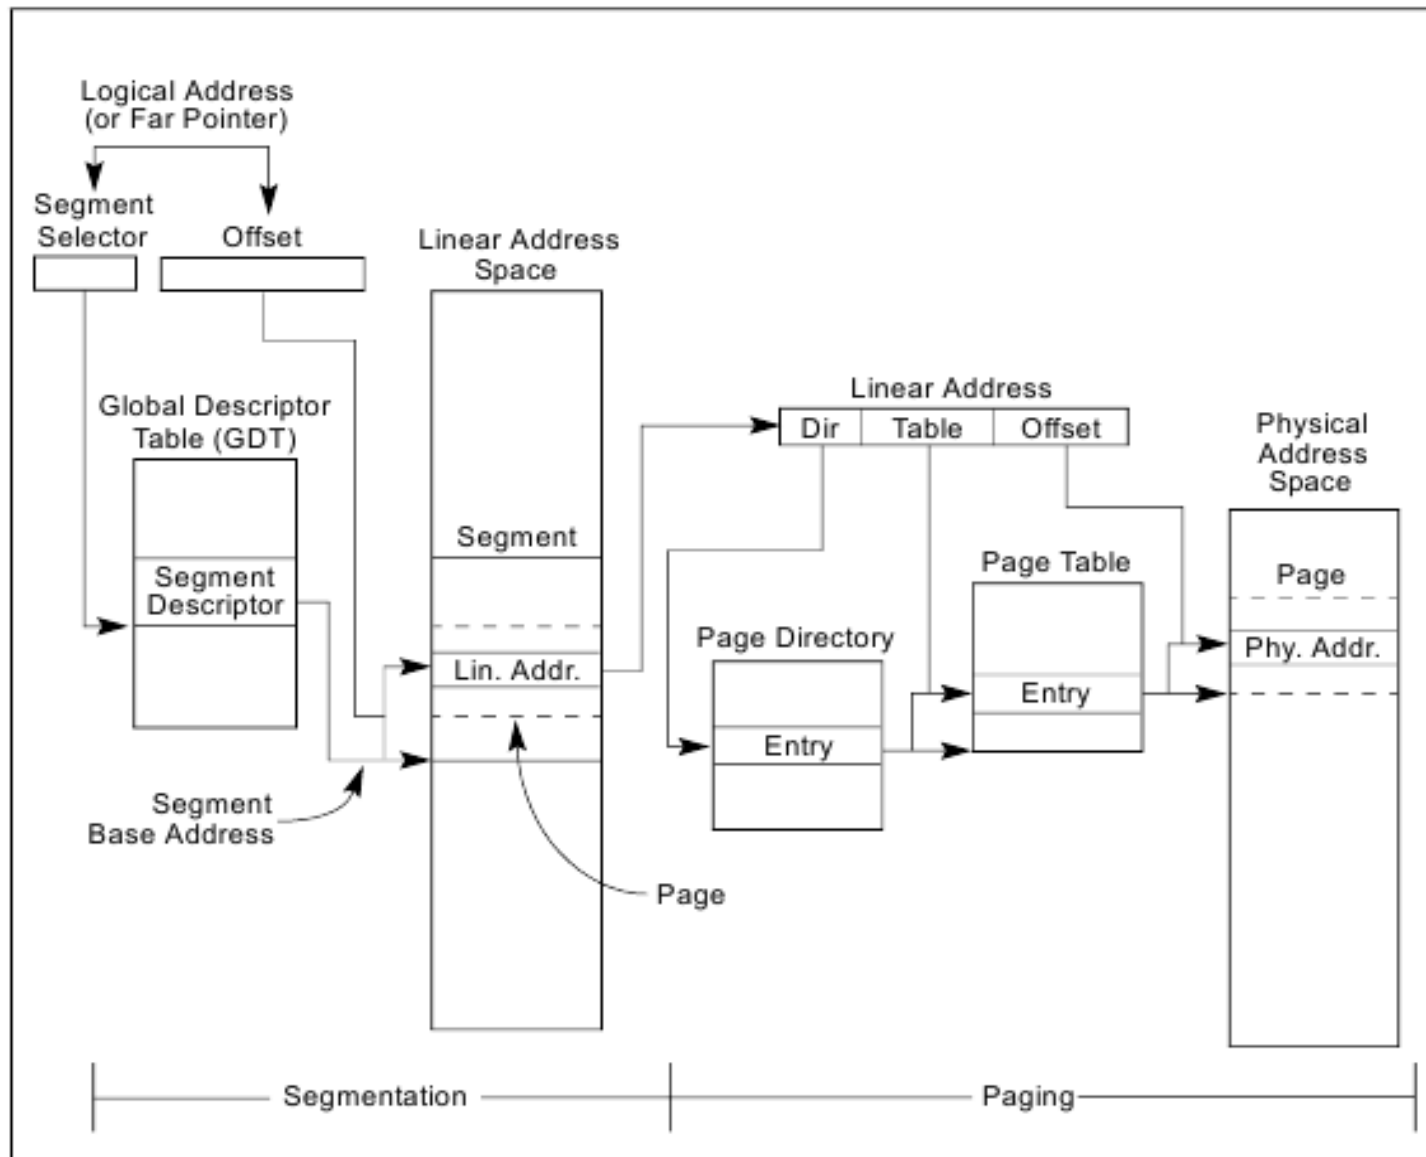 Logical Address
(or Far Pointer)
Segment
Selector
Offset
Linear Address
Space
Global Descriptor
Table (GDT)
Segment
Descriptor
Segment
Lin. Addr.
Segment
Base Address
Page
Linear Address
Dir
Table
Offset
Page Directory
Entry
Page Table
Entry
Physical
Address
Space
Page
Phy. Addr.
Segmentation
Paging